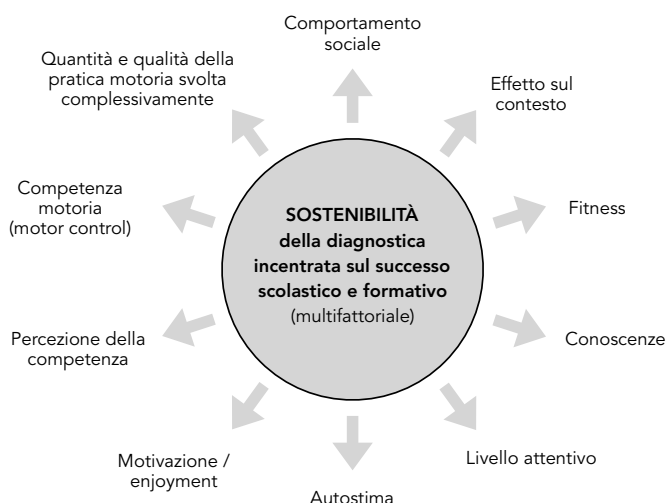 Comportamento
sociale
Quantità e qualità della
pratica motoria svolta
complessivamente
Effetto sul
contesto
Competenza
motoria
(motor control)
SOSTENIBILITÀ
della diagnostica
incentrata sul successo
scolastico e formativo
(multifattoriale)
Fitness
Percezione della
competenza
Conoscenze
Motivazione /
enjoyment
Livello attentivo
Autostima